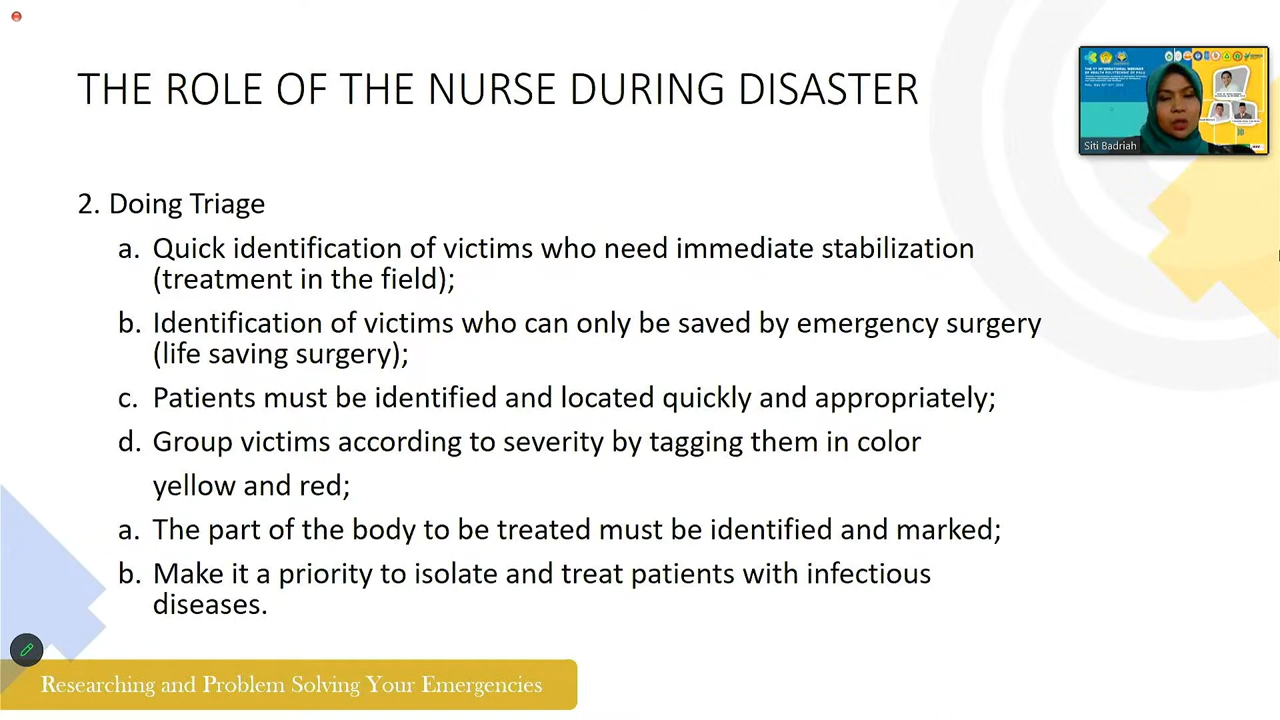 THE ROLE OF THE NURSE DURING DISASTER
Siti Badriah
2. Doing Triage
a. Quick identification of victims who need immediate stabilization
(treatment in the field);
b. Identification of victims who can only be saved by emergency surgery
(life saving surgery);
c. Patients must be identified and located quickly and appropriately;
d. Group victims according to severity by tagging them in color
yellow and red;
a. The part of the body to be treated must be identified and marked;
b. Make it a priority to isolate and treat patients with infectious
diseases.
Researching and Problem Solving Your Emergencies